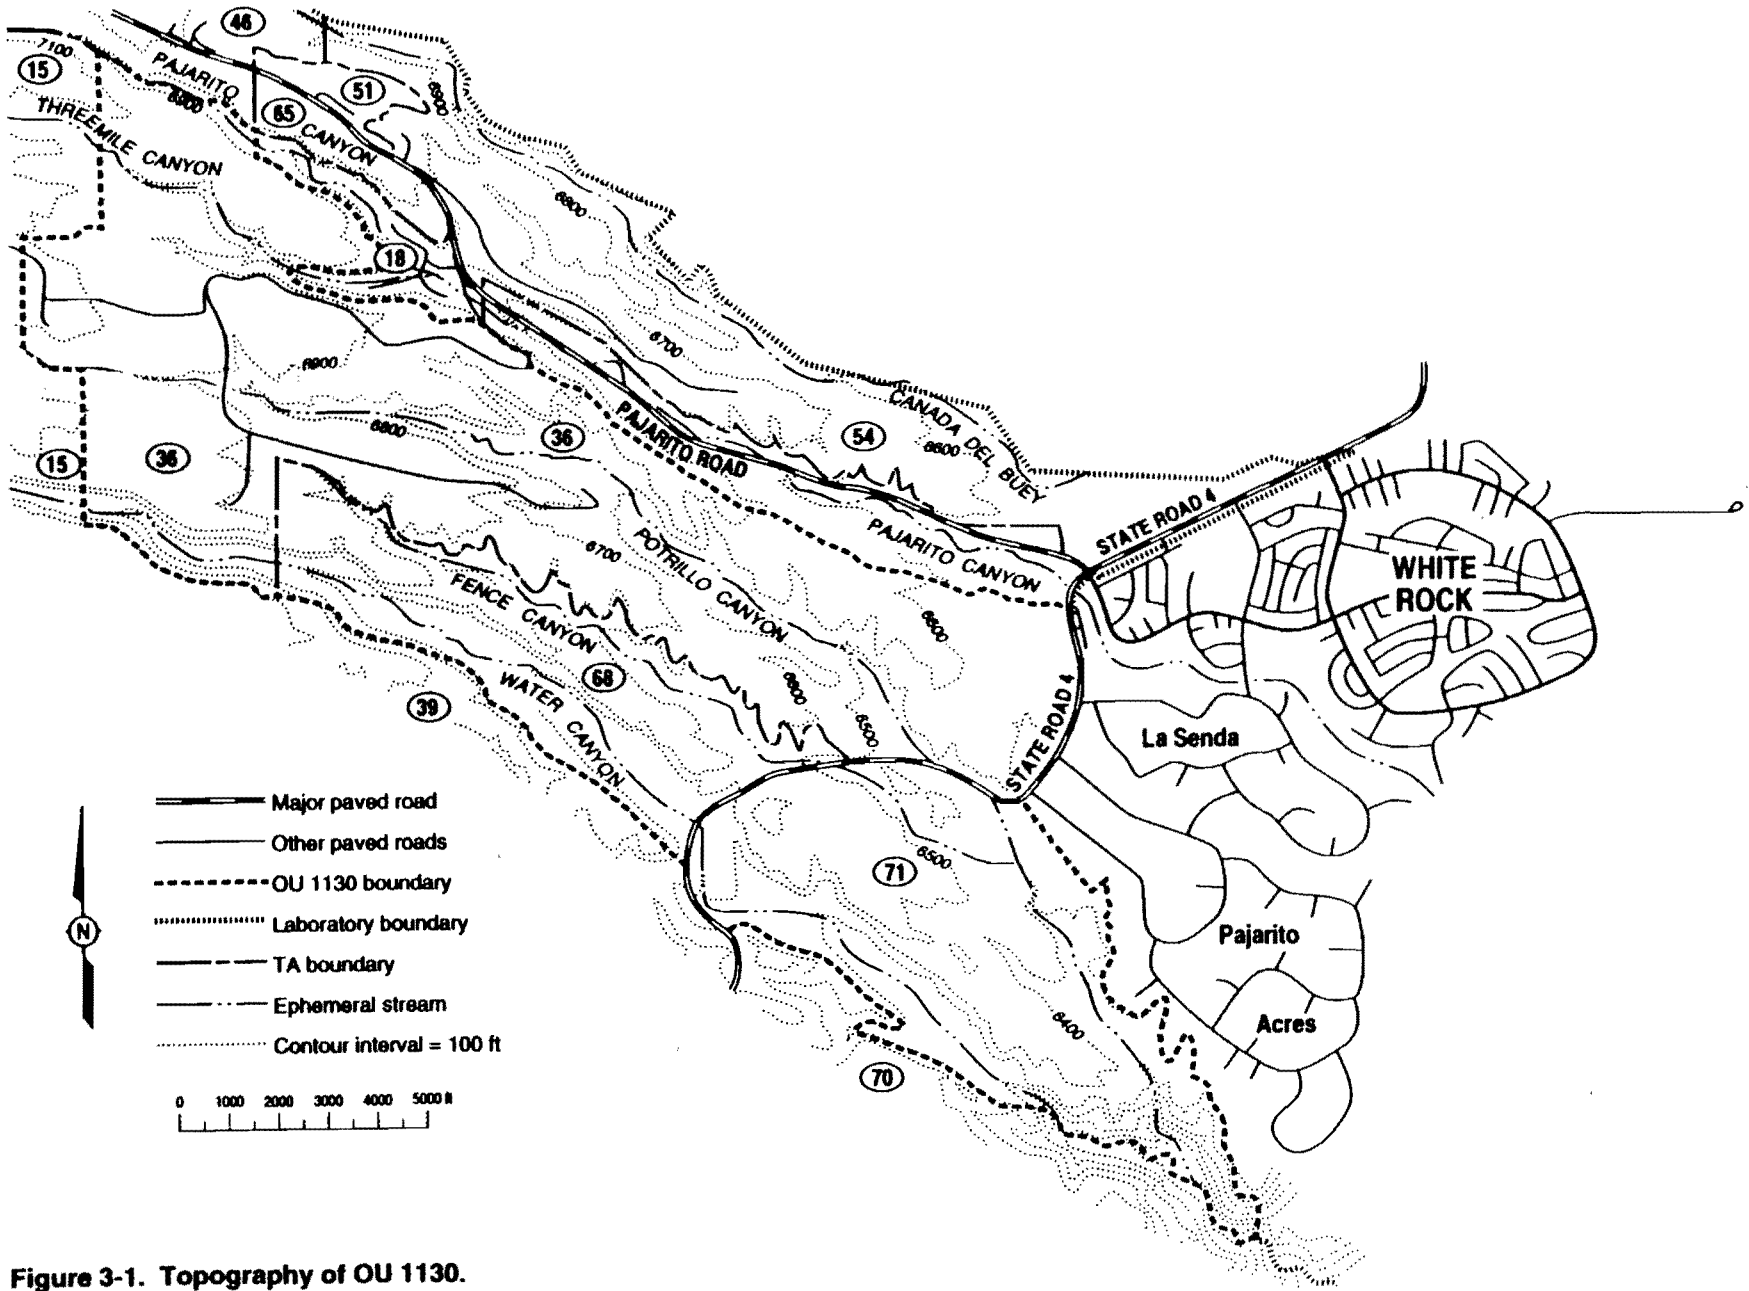 46
7100
15
PAJARITO
51
6900
6900
65
CANYON
THREEMILE CANYON
6800
18
6700
6900
CANADA DEL BUEY
6800
36
PAJARITO ROAD
54
6600
15
36
STATE ROAD 4
PAJARITO CANYON
6700
POTRILLO CANYON
WHITE
ROCK
FENCE CANYON
6600
68
6600
WATER CANYON
39
6500
STATE ROAD 4
La Senda
Major paved road
Other paved roads
OU 1130 boundary
Laboratory boundary
TA boundary
Ephemeral stream
Contour interval = 100 ft
N
6500
71
Pajarito
Acres
6400
70
0 1000 2000 3000 4000 5000 ft
Figure 3-1. Topography of OU 1130.